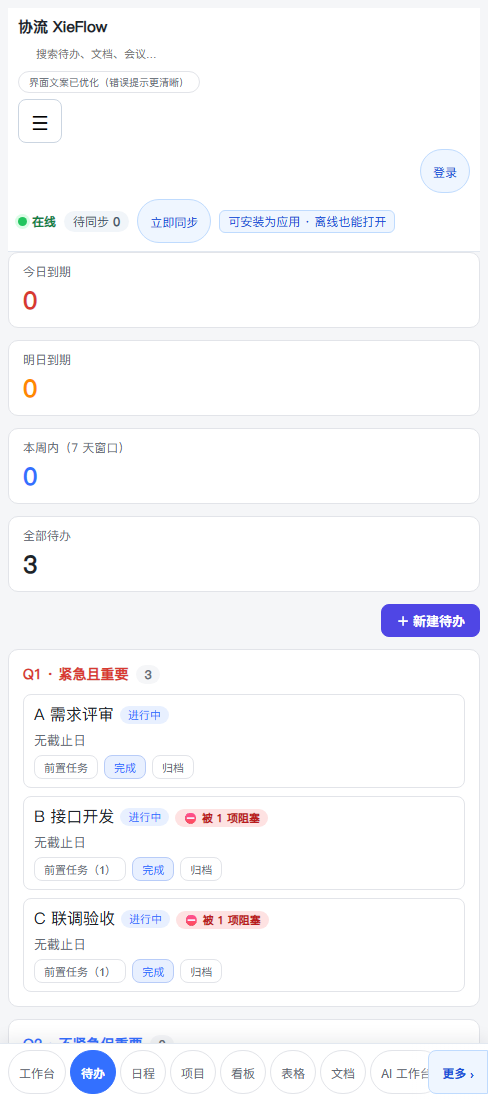 协流 XieFlow
搜索待办、文档、会议...
界面文案已优化（错误提示更清晰）
☰
登录
在线 待同步 0 立即同步 可安装为应用 · 离线也能打开
今日到期
0
明日到期
0
本周内（7 天窗口）
0
全部待办
3
＋ 新建待办
Q1 · 紧急且重要 3
A 需求评审 进行中
无截止日
前置任务 完成 归档
B 接口开发 进行中 ⛔ 被 1 项阻塞
无截止日
前置任务（1） 完成 归档
C 联调验收 进行中 ⛔ 被 1 项阻塞
无截止日
前置任务（1） 完成 归档
Q2 · 不紧急但重要 0
工作台 待办 日程 项目 看板 表格 文档 AI 工作台 更多 ›